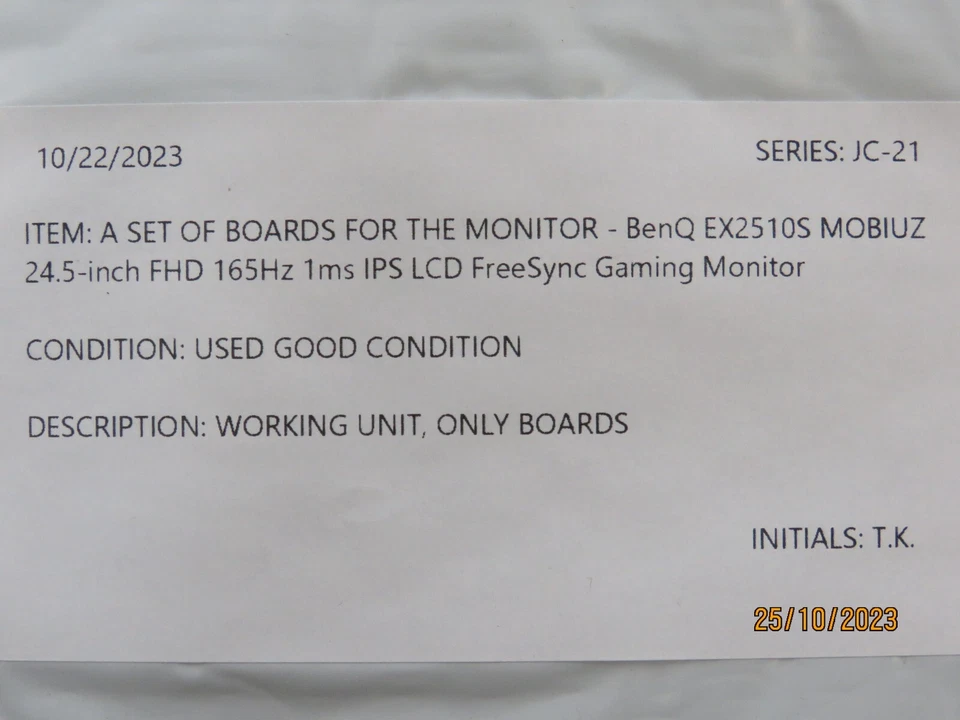 10/22/2023
SERIES: JC-21
ITEM: A SET OF BOARDS FOR THE MONITOR - BenQ EX2510S MOBIUZ
24.5-inch FHD 165Hz 1ms IPS LCD FreeSync Gaming Monitor
CONDITION: USED GOOD CONDITION
DESCRIPTION: WORKING UNIT, ONLY BOARDS
INITIALS: T.K.
25/10/2023